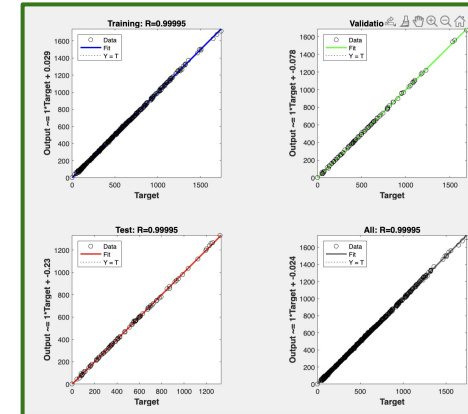 Training: R=0.99995
Data
Fit
Y = T
Output ~= 1*Target + 0.029
1600
1400
1200
1000
800
600
400
200
0
0 500 1000 1500
Target
Validatio
Data
Fit
Y = T
Output ~= 1*Target + -0.078
1600
1400
1200
1000
800
600
400
200
0
0 500 1000 1500
Target
Test: R=0.99995
Data
Fit
Y = T
Output ~= 1*Target + -0.23
1200
1000
800
600
400
200
0
0 200 400 600 800 1000 1200
Target
All: R=0.99995
Data
Fit
Y = T
Output ~= 1*Target + -0.024
1600
1400
1200
1000
800
600
400
200
0
0 500 1000 1500
Target